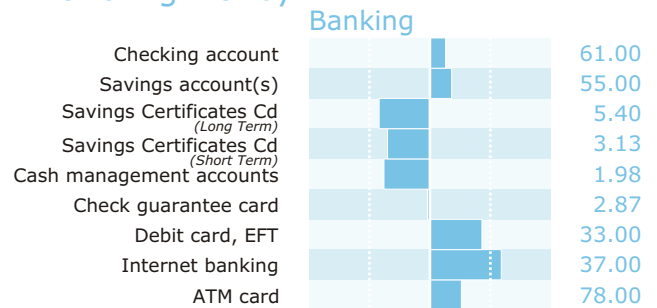 Banking
Checking account 61.00
Savings account(s) 55.00
Savings Certificates Cd 5.40
(Long Term)
Savings Certificates Cd 3.13
(Short Term)
Cash management accounts 1.98
Check guarantee card 2.87
Debit card, EFT 33.00
Internet banking 37.00
ATM card 78.00